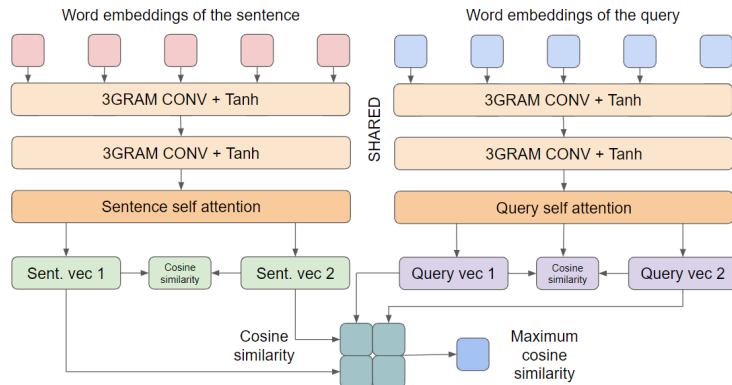 Word embeddings of the sentence
Word embeddings of the query
3GRAM CONV + Tanh
3GRAM CONV + Tanh
SHARED
3GRAM CONV + Tanh
3GRAM CONV + Tanh
Sentence self attention
Query self attention
Sent. vec 1
Cosine
similarity
Sent. vec 2
Query vec 1
Cosine
similarity
Query vec 2
Cosine
similarity
Maximum
cosine
similarity